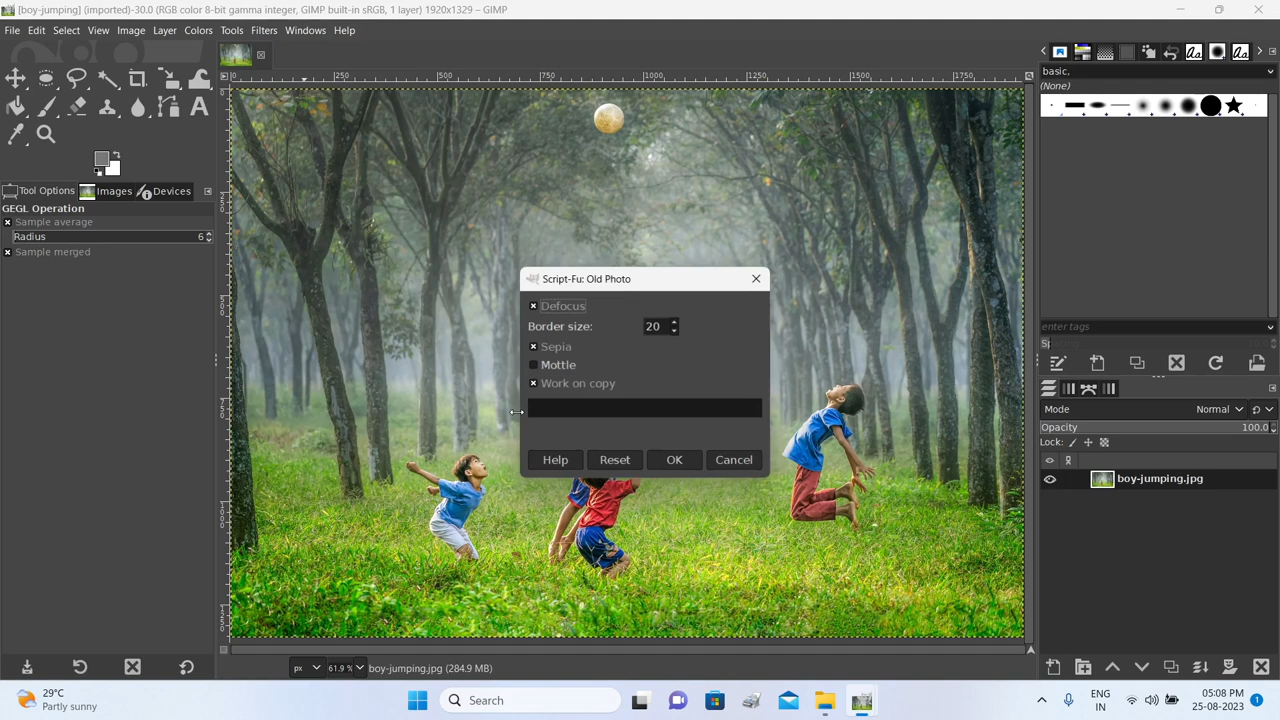 [boy-jumping] (imported)-30.0 (RGB color 8-bit gamma integer, GIMP built-in sRGB, 1 layer) 1920x1329 – GIMP
File Edit Select View Image Layer Colors Tools Filters Windows Help
0 250 500 750 1000 1250 1500 1750
basic,
(None)
Tool Options Images Devices
GEGL Operation
Sample average
Radius 6
Sample merged
Script-Fu: Old Photo
Defocus
Border size: 20
Sepia
Mottle
Work on copy
Help Reset OK Cancel
enter tags
Mode Normal
Opacity 100.0
Lock:
boy-jumping.jpg
px 61.9 % boy-jumping.jpg (284.9 MB)
29°C
Partly sunny
Search
ENG
IN
05:08 PM
25-08-2023
1